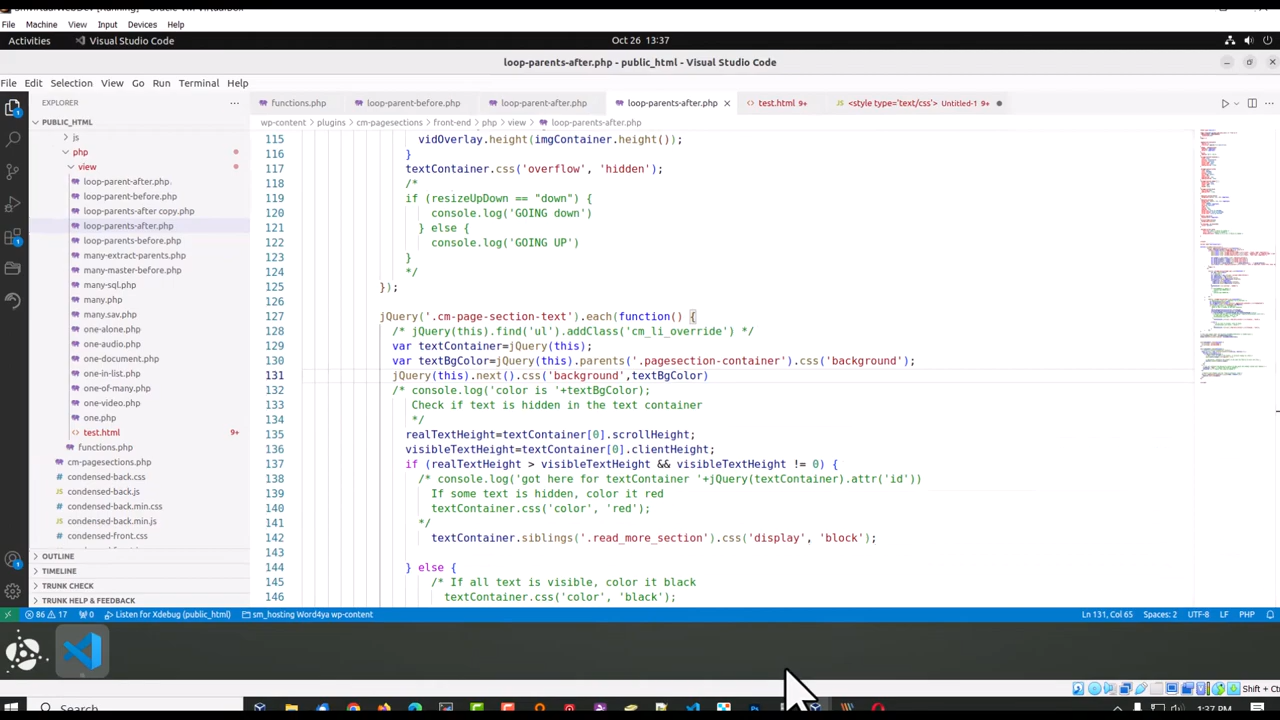 File Machine View Input Devices Help
Activities Visual Studio Code Oct 26 13:37
loop-parents-after.php - public_html - Visual Studio Code
File Edit Selection View Go Run Terminal Help
EXPLORER
functions.php loop-parent-before.php loop-parent-after.php loop-parents-after.php test.html 9+ <style type='text/css'> Untitled-1 9+
PUBLIC_HTML
wp-content > plugins > cm-pagesections > front-end > php > view > loop-parents-after.php
js
php
view
loop-parent-after.php
loop-parent-before.php
loop-parents-after copy.php
loop-parents-after.php
loop-parents-before.php
many-extract-parents.php
many-master-before.php
many-sql.php
many.php
many.sav.php
one-alone.php
one-audio.php
one-document.php
one-in-list.php
one-of-many.php
one-video.php
one.php
test.html 9+
functions.php
cm-pagesections.php
condensed-back.css
condensed-back.js
condensed-back.min.css
condensed-back.min.js
condensed-front.css
OUTLINE
TIMELINE
TRUNK CHECK
TRUNK HELP & FEEDBACK
115 vidOverlay.height(imgContainer.height());
116 }
117 textContainer.css('overflow', 'hidden');
118 /*
119 if (resizeUpDown == "down") {
120 console.log('GOING down')
121 } else {
122 console.log('GOING UP')
123 }
124 */
125 });
126
127 jQuery('.cm-page-section-text').each(function() {
128 /* jQuery(this).find('ul').addClass('cm_li_override') */
129 var textContainer=jQuery(this);
130 var textBgColor=jQuery(this).parents('.pagesection-container').css('background');
131 jQuery(this).next().css('background',textBgColor)
132 /* console.log('color is '+textBgColor);
133 Check if text is hidden in the text container
134 */
135 realTextHeight=textContainer[0].scrollHeight;
136 visibleTextHeight=textContainer[0].clientHeight;
137 if (realTextHeight > visibleTextHeight && visibleTextHeight != 0) {
138 /* console.log('got here for textContainer '+jQuery(textContainer).attr('id'))
139 If some text is hidden, color it red
140 textContainer.css('color', 'red');
141 */
142 textContainer.siblings('.read_more_section').css('display', 'block');
143
144 } else {
145 /* If all text is visible, color it black
146 textContainer.css('color', 'black');
86 17 0 Listen for Xdebug (public_html) sm_hosting Word4ya wp-content Ln 131, Col 65 Spaces: 2 UTF-8 LF PHP
Shift + Ct
Search 1:37 PM